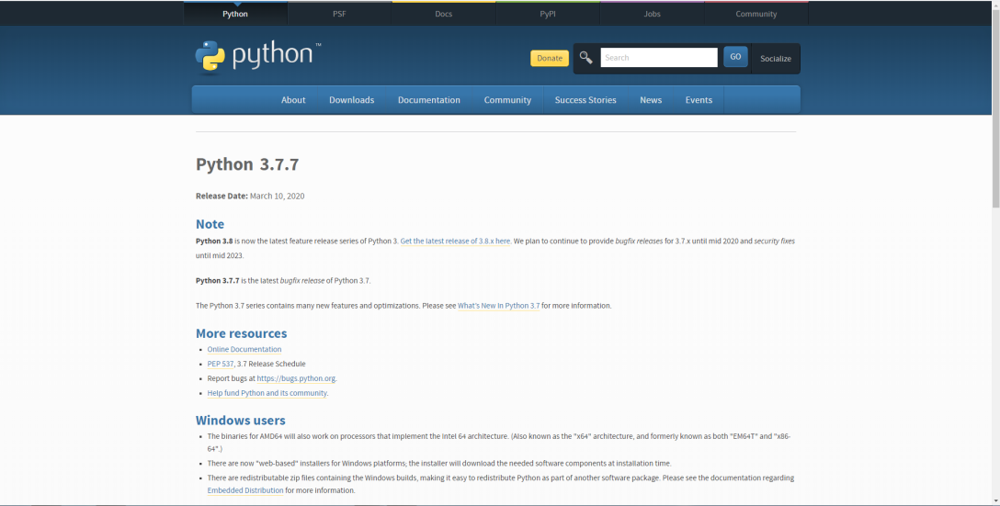 Python PSF Docs PyPI Jobs Community
python™
Donate Search GO Socialize
About Downloads Documentation Community Success Stories News Events
Python 3.7.7
Release Date: March 10, 2020
Note
Python 3.8 is now the latest feature release series of Python 3. Get the latest release of 3.8.x here. We plan to continue to provide bugfix releases for 3.7.x until mid 2020 and security fixes
until mid 2023.
Python 3.7.7 is the latest bugfix release of Python 3.7.
The Python 3.7 series contains many new features and optimizations. Please see What's New In Python 3.7 for more information.
More resources
Online Documentation
PEP 537, 3.7 Release Schedule
Report bugs at https://bugs.python.org.
Help fund Python and its community.
Windows users
The binaries for AMD64 will also work on processors that implement the Intel 64 architecture. (Also known as the "x64" architecture, and formerly known as both "EM64T" and "x86-
64".)
There are now "web-based" installers for Windows platforms; the installer will download the needed software components at installation time.
There are redistributable zip files containing the Windows builds, making it easy to redistribute Python as part of another software package. Please see the documentation regarding
Embedded Distribution for more information.